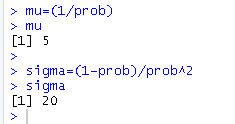 > mu=(1/prob)
> mu
[1] 5
>
> sigma=(1-prob)/prob^2
> sigma
[1] 20
>